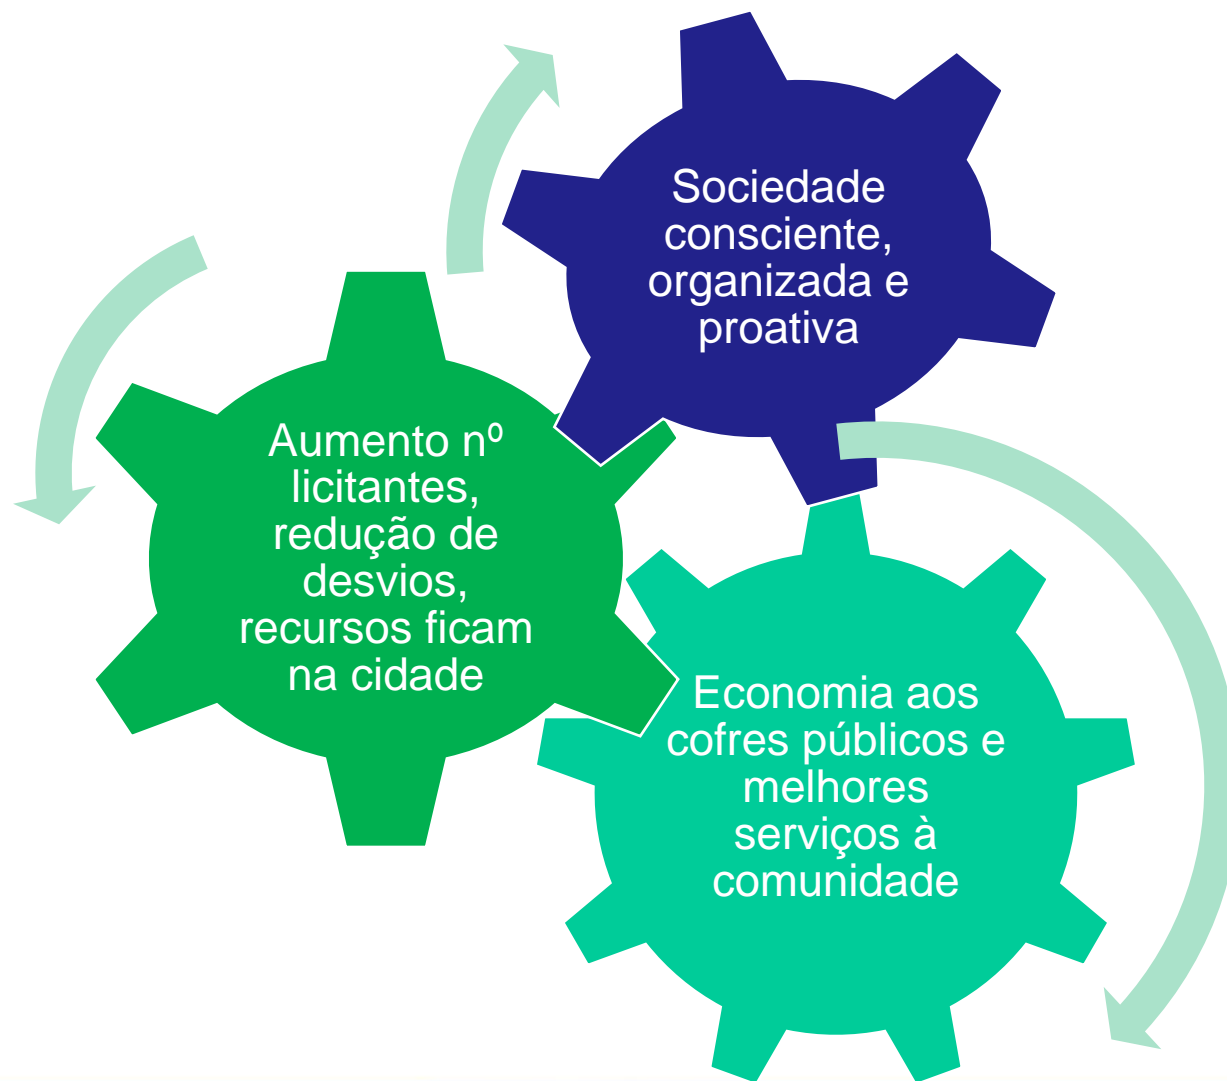 Sociedade
consciente,
organizada e
proativa
Aumento nº
licitantes,
redução de
desvios,
recursos ficam
na cidade
Economia aos
cofres públicos e
melhores
serviços à
comunidade